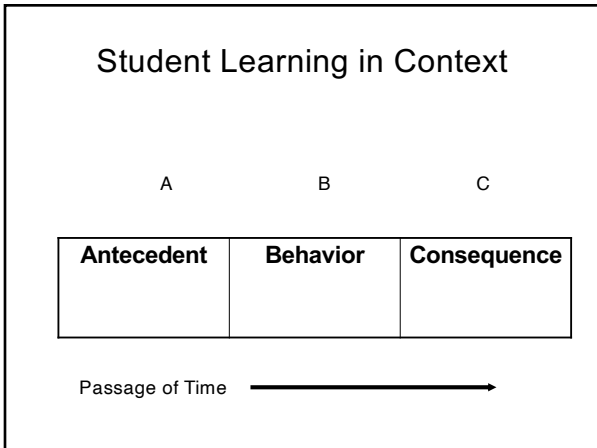 Student Learning in Context
A B C
Antecedent Behavior Consequence
Passage of Time